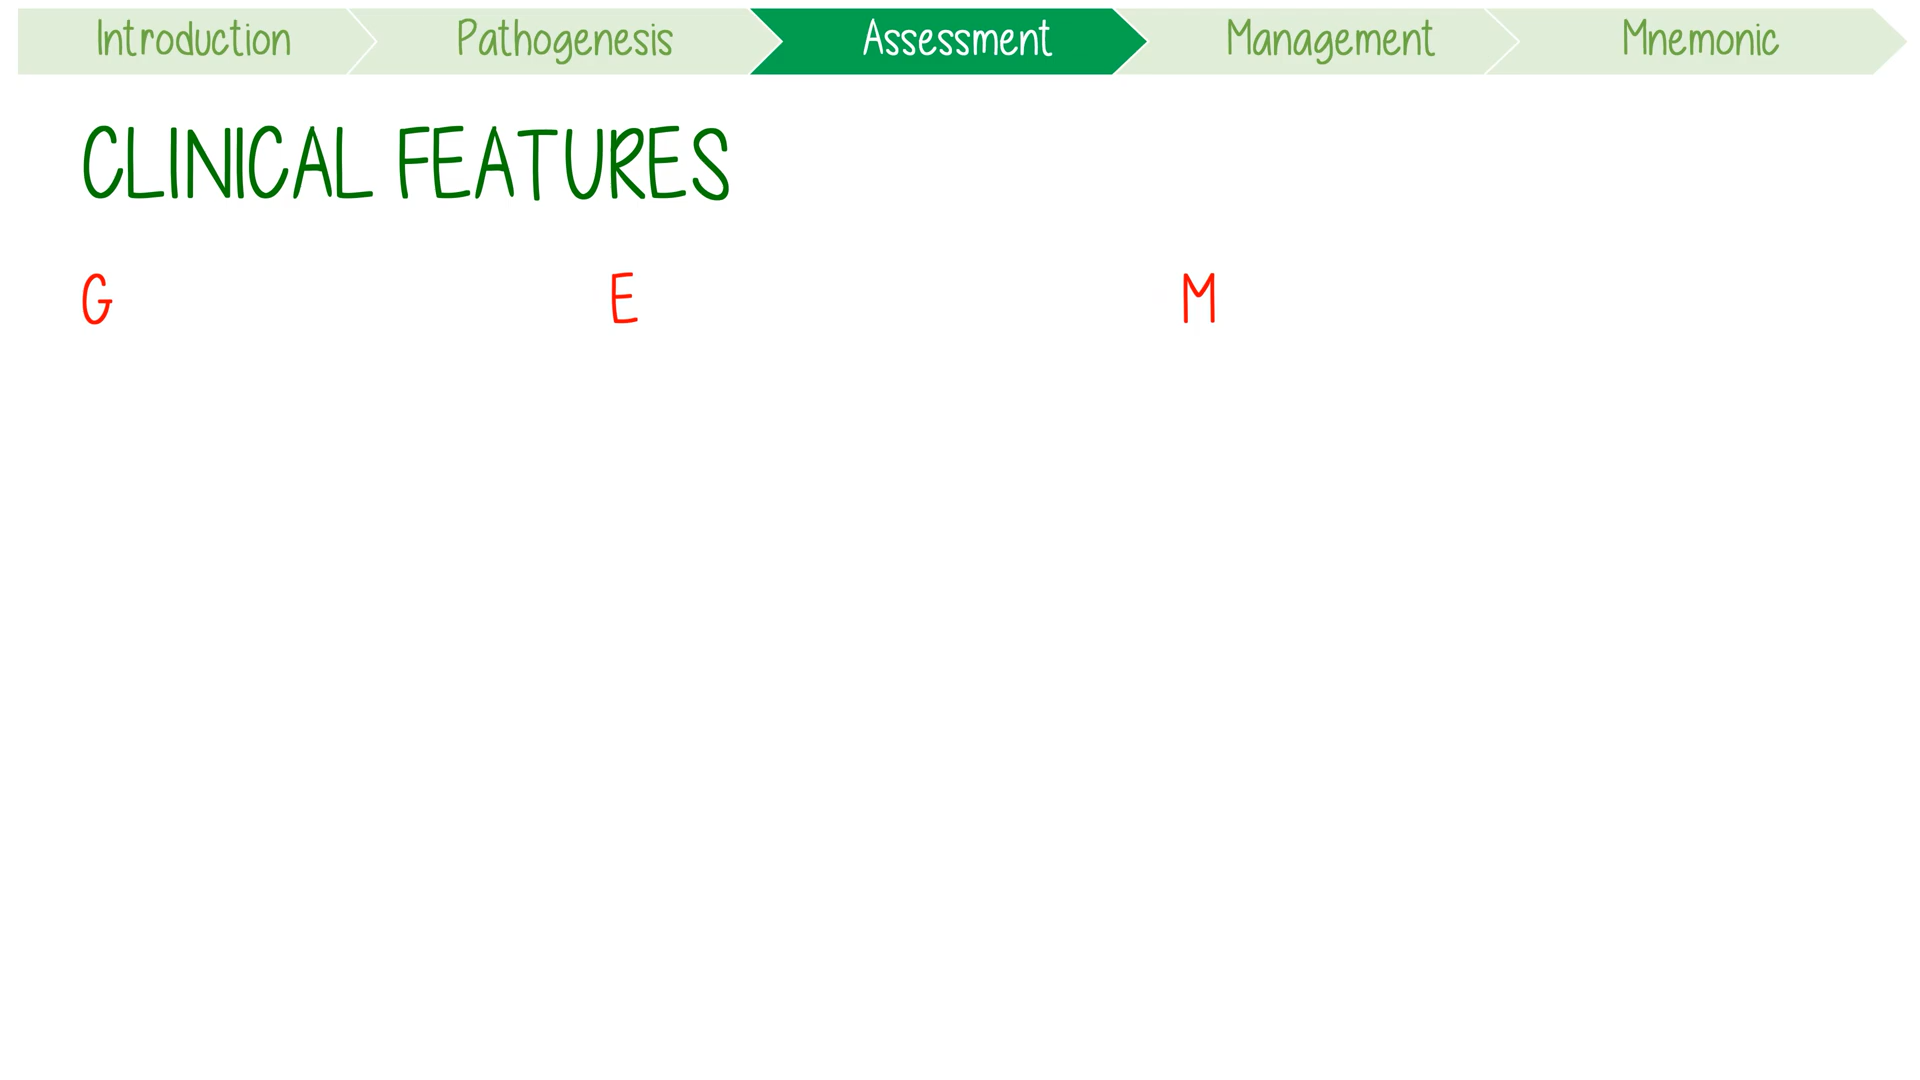 Introduction Pathogenesis Assessment Management Mnemonic
CLINICAL FEATURES
G E M